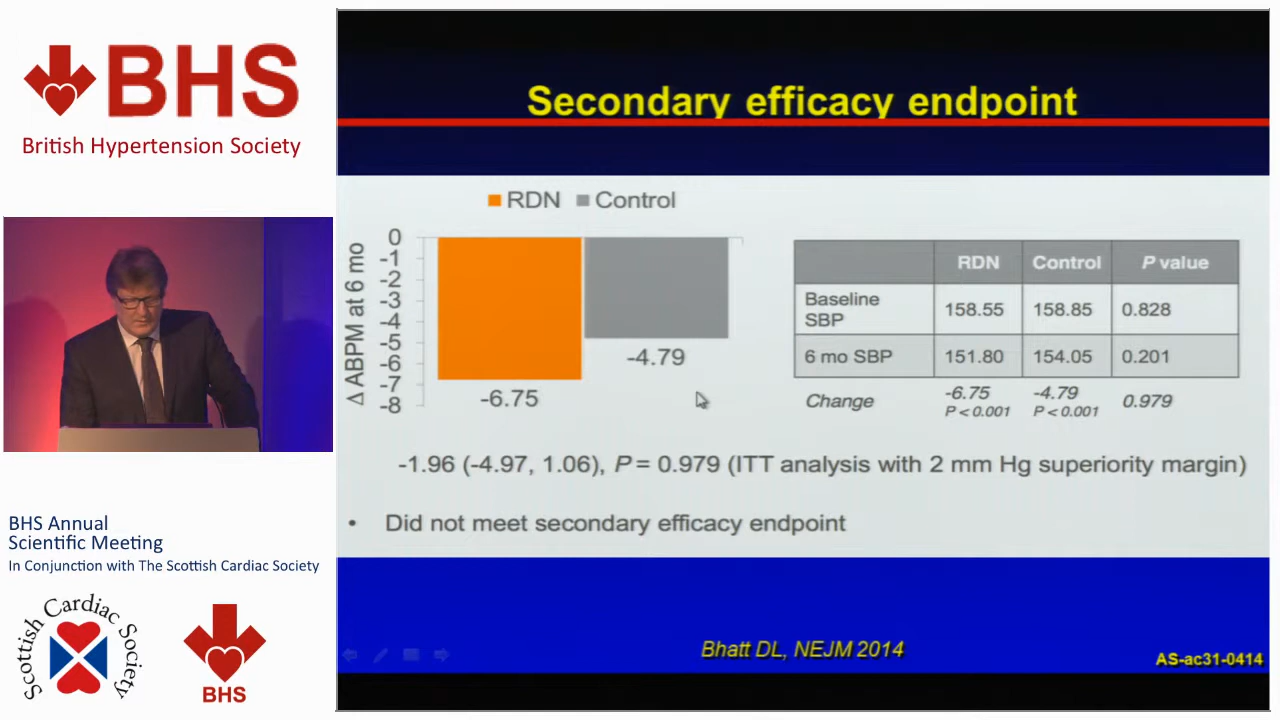 BHS
British Hypertension Society
BHS Annual
Scientific Meeting
In Conjunction with The Scottish Cardiac Society
Scottish Cardiac Society
BHS
Secondary efficacy endpoint
RDN Control
Δ ABPM at 6 mo
0
-1
-2
-3
-4
-5
-6
-7
-8
-6.75
-4.79
RDN Control P value
Baseline SBP 158.55 158.85 0.828
6 mo SBP 151.80 154.05 0.201
Change -6.75 -4.79 0.979
P < 0.001 P < 0.001
-1.96 (-4.97, 1.06), P = 0.979 (ITT analysis with 2 mm Hg superiority margin)
• Did not meet secondary efficacy endpoint
Bhatt DL, NEJM 2014
AS-ac31-0414